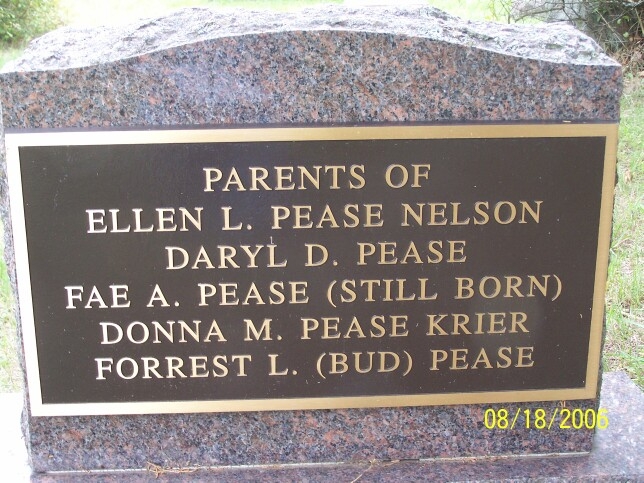 PARENTS OF
ELLEN L. PEASE NELSON
DARYL D. PEASE
FAE A. PEASE (STILL BORN)
DONNA M. PEASE KRIER
FORREST L. (BUD) PEASE
08/18/2006